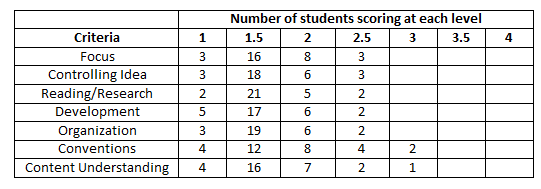 Number of students scoring at each level
Criteria 1 1.5 2 2.5 3 3.5 4
Focus 3 16 8 3
Controlling Idea 3 18 6 3
Reading/Research 2 21 5 2
Development 5 17 6 2
Organization 3 19 6 2
Conventions 4 12 8 4 2
Content Understanding 4 16 7 2 1